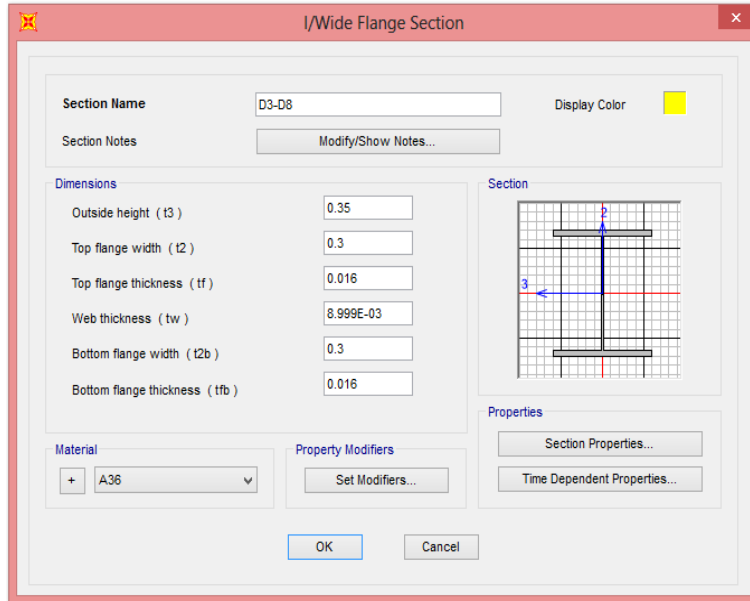 I/Wide Flange Section
×
Section Name D3-D8 Display Color
Section Notes Modify/Show Notes...
Dimensions
Outside height ( t3 ) 0.35
Top flange width ( t2 ) 0.3
Top flange thickness ( tf ) 0.016
Web thickness ( tw ) 8.999E-03
Bottom flange width ( t2b ) 0.3
Bottom flange thickness ( tfb ) 0.016
Section
2
3
Material
+ A36
Property Modifiers
Set Modifiers...
Properties
Section Properties...
Time Dependent Properties...
OK Cancel